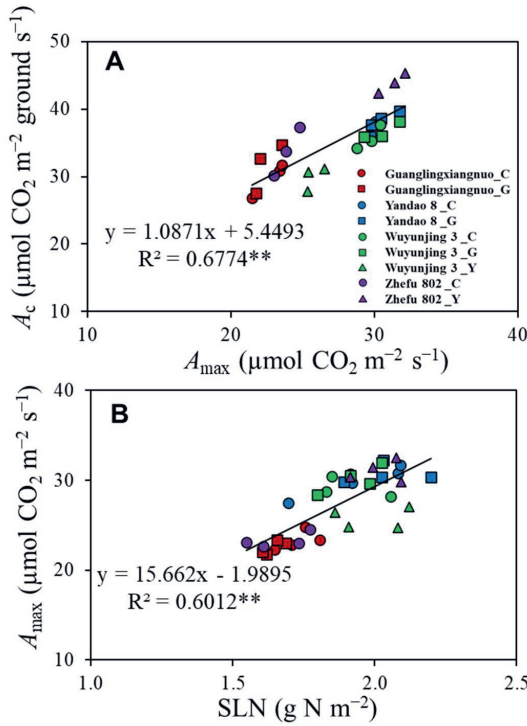 A
A_c (µmol CO₂ m⁻² ground s⁻¹)
50
40
30
20
10
Guanglingxiangnuo_C
Guanglingxiangnuo_G
Yandao 8_C
Yandao 8_G
Wuyunjing 3_C
Wuyunjing 3_G
Wuyunjing 3_Y
Zhefu 802_C
Zhefu 802_Y
y = 1.0871x + 5.4493
R² = 0.6774**
10 20 30 40
A_max (µmol CO₂ m⁻² s⁻¹)
B
A_max (µmol CO₂ m⁻² s⁻¹)
40
30
20
10
y = 15.662x - 1.9895
R² = 0.6012**
1.0 1.5 2.0 2.5
SLN (g N m⁻²)